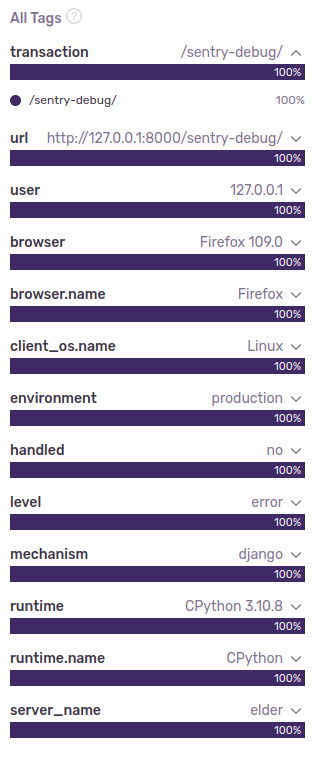 All Tags ?
transaction /sentry-debug/
100%
/sentry-debug/ 100%
url http://127.0.0.1:8000/sentry-debug/
100%
user 127.0.0.1
100%
browser Firefox 109.0
100%
browser.name Firefox
100%
client_os.name Linux
100%
environment production
100%
handled no
100%
level error
100%
mechanism django
100%
runtime CPython 3.10.8
100%
runtime.name CPython
100%
server_name elder
100%